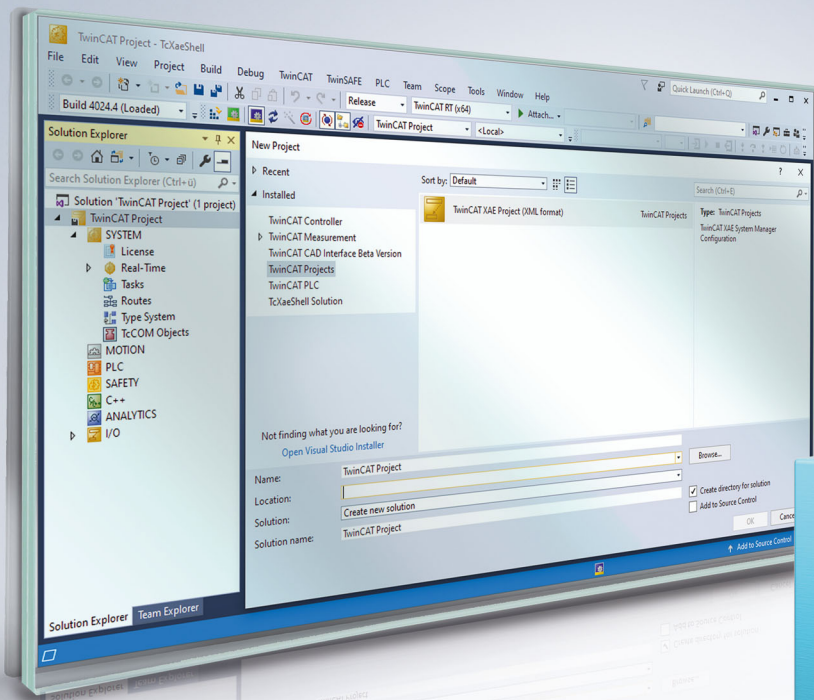 TwinCAT Project - TcXaeShell
File Edit View Project Build Debug TwinCAT TwinSAFE PLC Team Scope Tools Window Help
Quick Launch (Ctrl+Q)
Release
TwinCAT RT (x64)
Attach...
Build 4024.4 (Loaded)
TwinCAT Project
<Local>
Solution Explorer
Search Solution Explorer (Ctrl+ü)
Solution 'TwinCAT Project' (1 project)
TwinCAT Project
SYSTEM
License
Real-Time
Tasks
Routes
Type System
TcCOM Objects
MOTION
PLC
SAFETY
C++
ANALYTICS
I/O
Solution Explorer
Team Explorer
New Project
? X
Recent
Installed
TwinCAT Controller
TwinCAT Measurement
TwinCAT CAD Interface Beta Version
TwinCAT Projects
TwinCAT PLC
TcXaeShell Solution
Not finding what you are looking for?
Open Visual Studio Installer
Sort by: Default
TwinCAT XAE Project (XML format)
TwinCAT Projects
Search (Ctrl+E)
Type: TwinCAT Projects
TwinCAT XAE System Manager
Configuration
Name:
TwinCAT Project
Location:
Browse...
Solution:
Create new solution
Solution name:
TwinCAT Project
Create directory for solution
Add to Source Control
OK
Cance
Add to Source Control